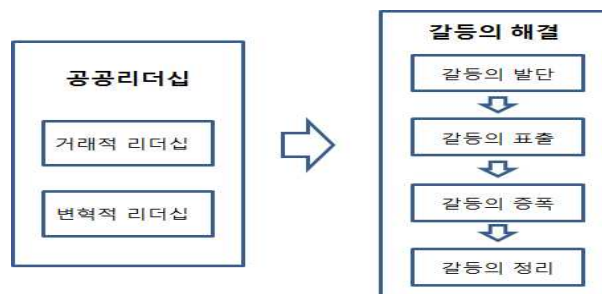 공공리더십
거래적 리더십
변혁적 리더십
갈등의 해결
갈등의 발단
갈등의 표출
갈등의 증폭
갈등의 정리